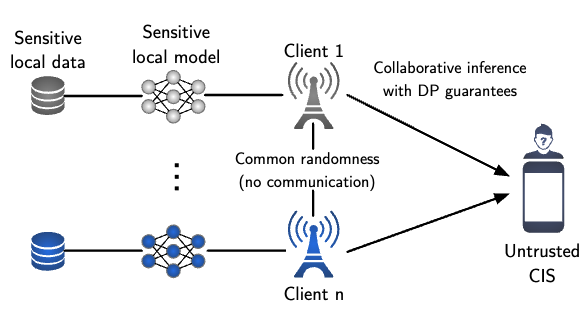 Sensitive
local data
Sensitive
local model
Client 1
Collaborative inference
with DP guarantees
Common randomness
(no communication)
?
Untrusted
CIS
Client n